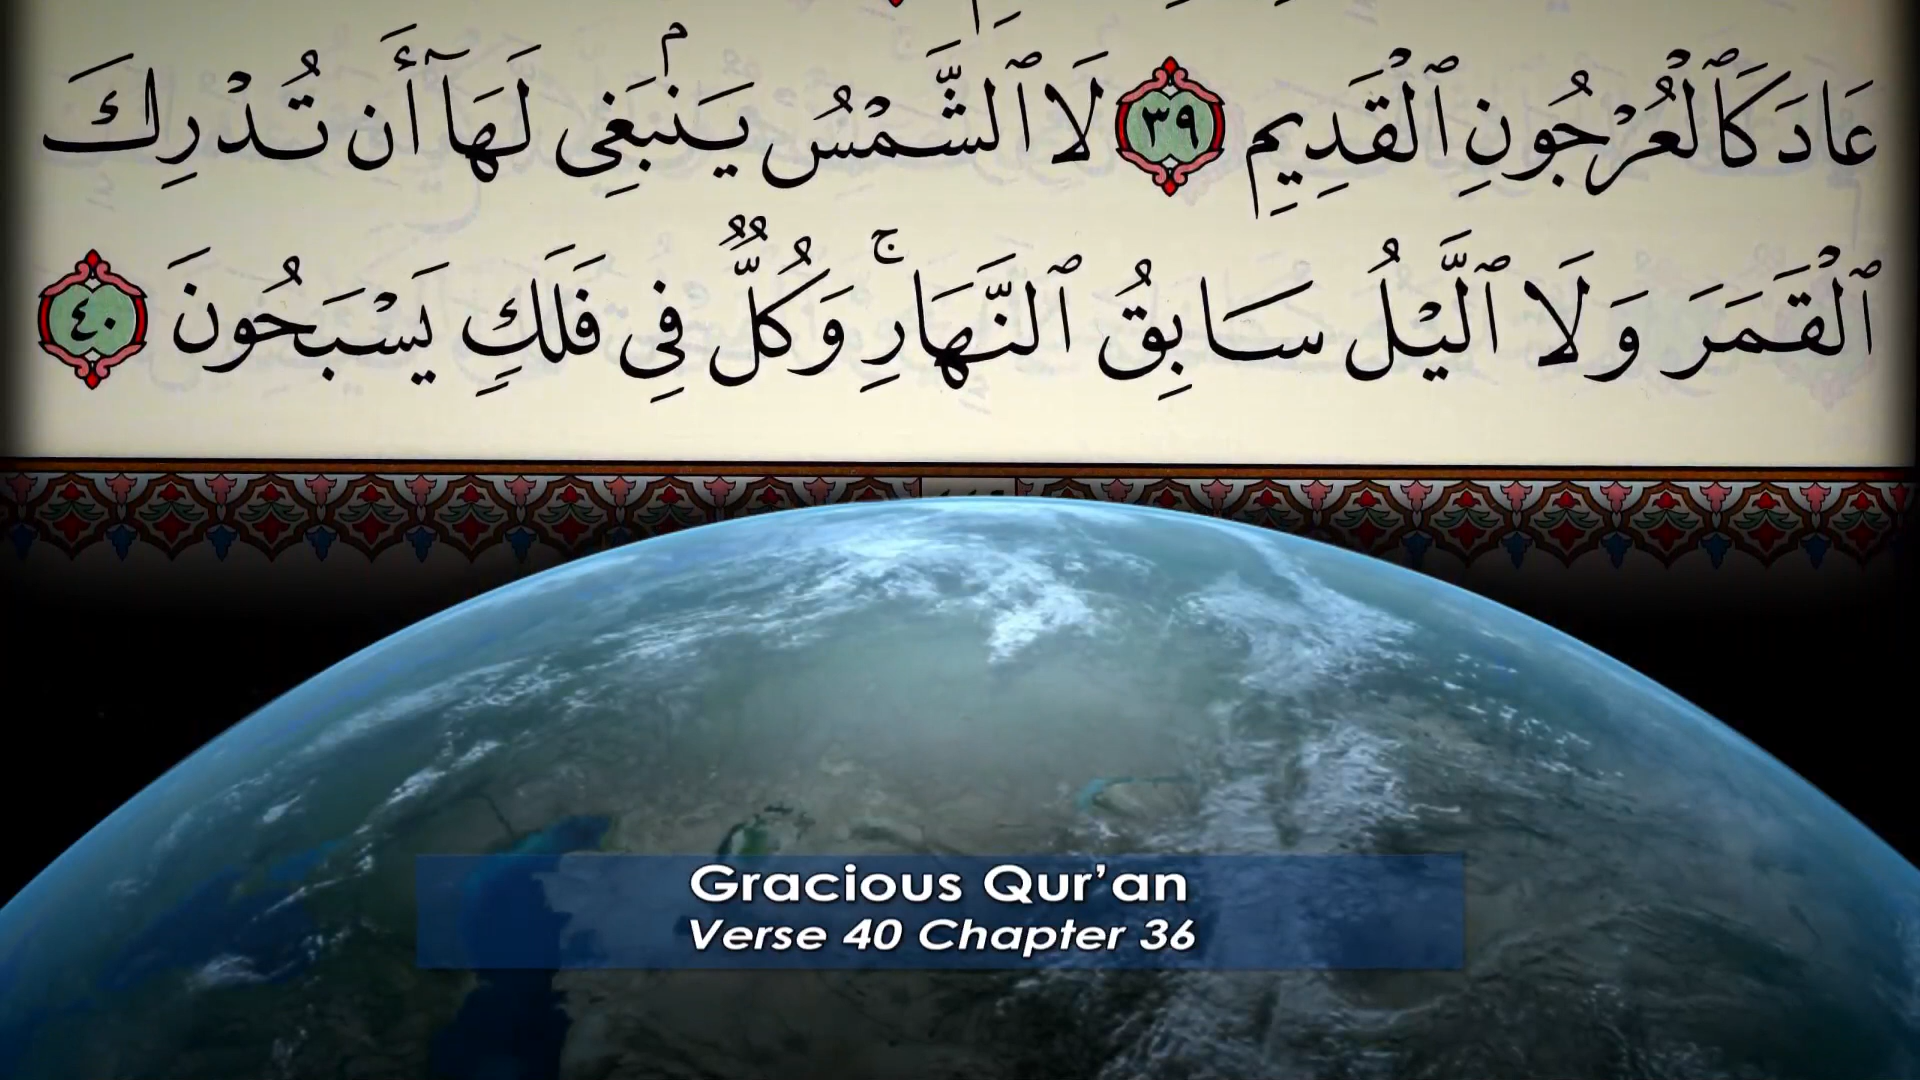 عَادَ كَٱلْعُرْجُونِ ٱلْقَدِيمِ ٣٩ لَا ٱلشَّمْسُ يَنۢبَغِى لَهَآ أَن تُدْرِكَ
ٱلْقَمَرَ وَلَا ٱلَّيْلُ سَابِقُ ٱلنَّهَارِ ۚ وَكُلٌّ فِى فَلَكٍ يَسْبَحُونَ ٤٠
Gracious Qur’an
Verse 40 Chapter 36